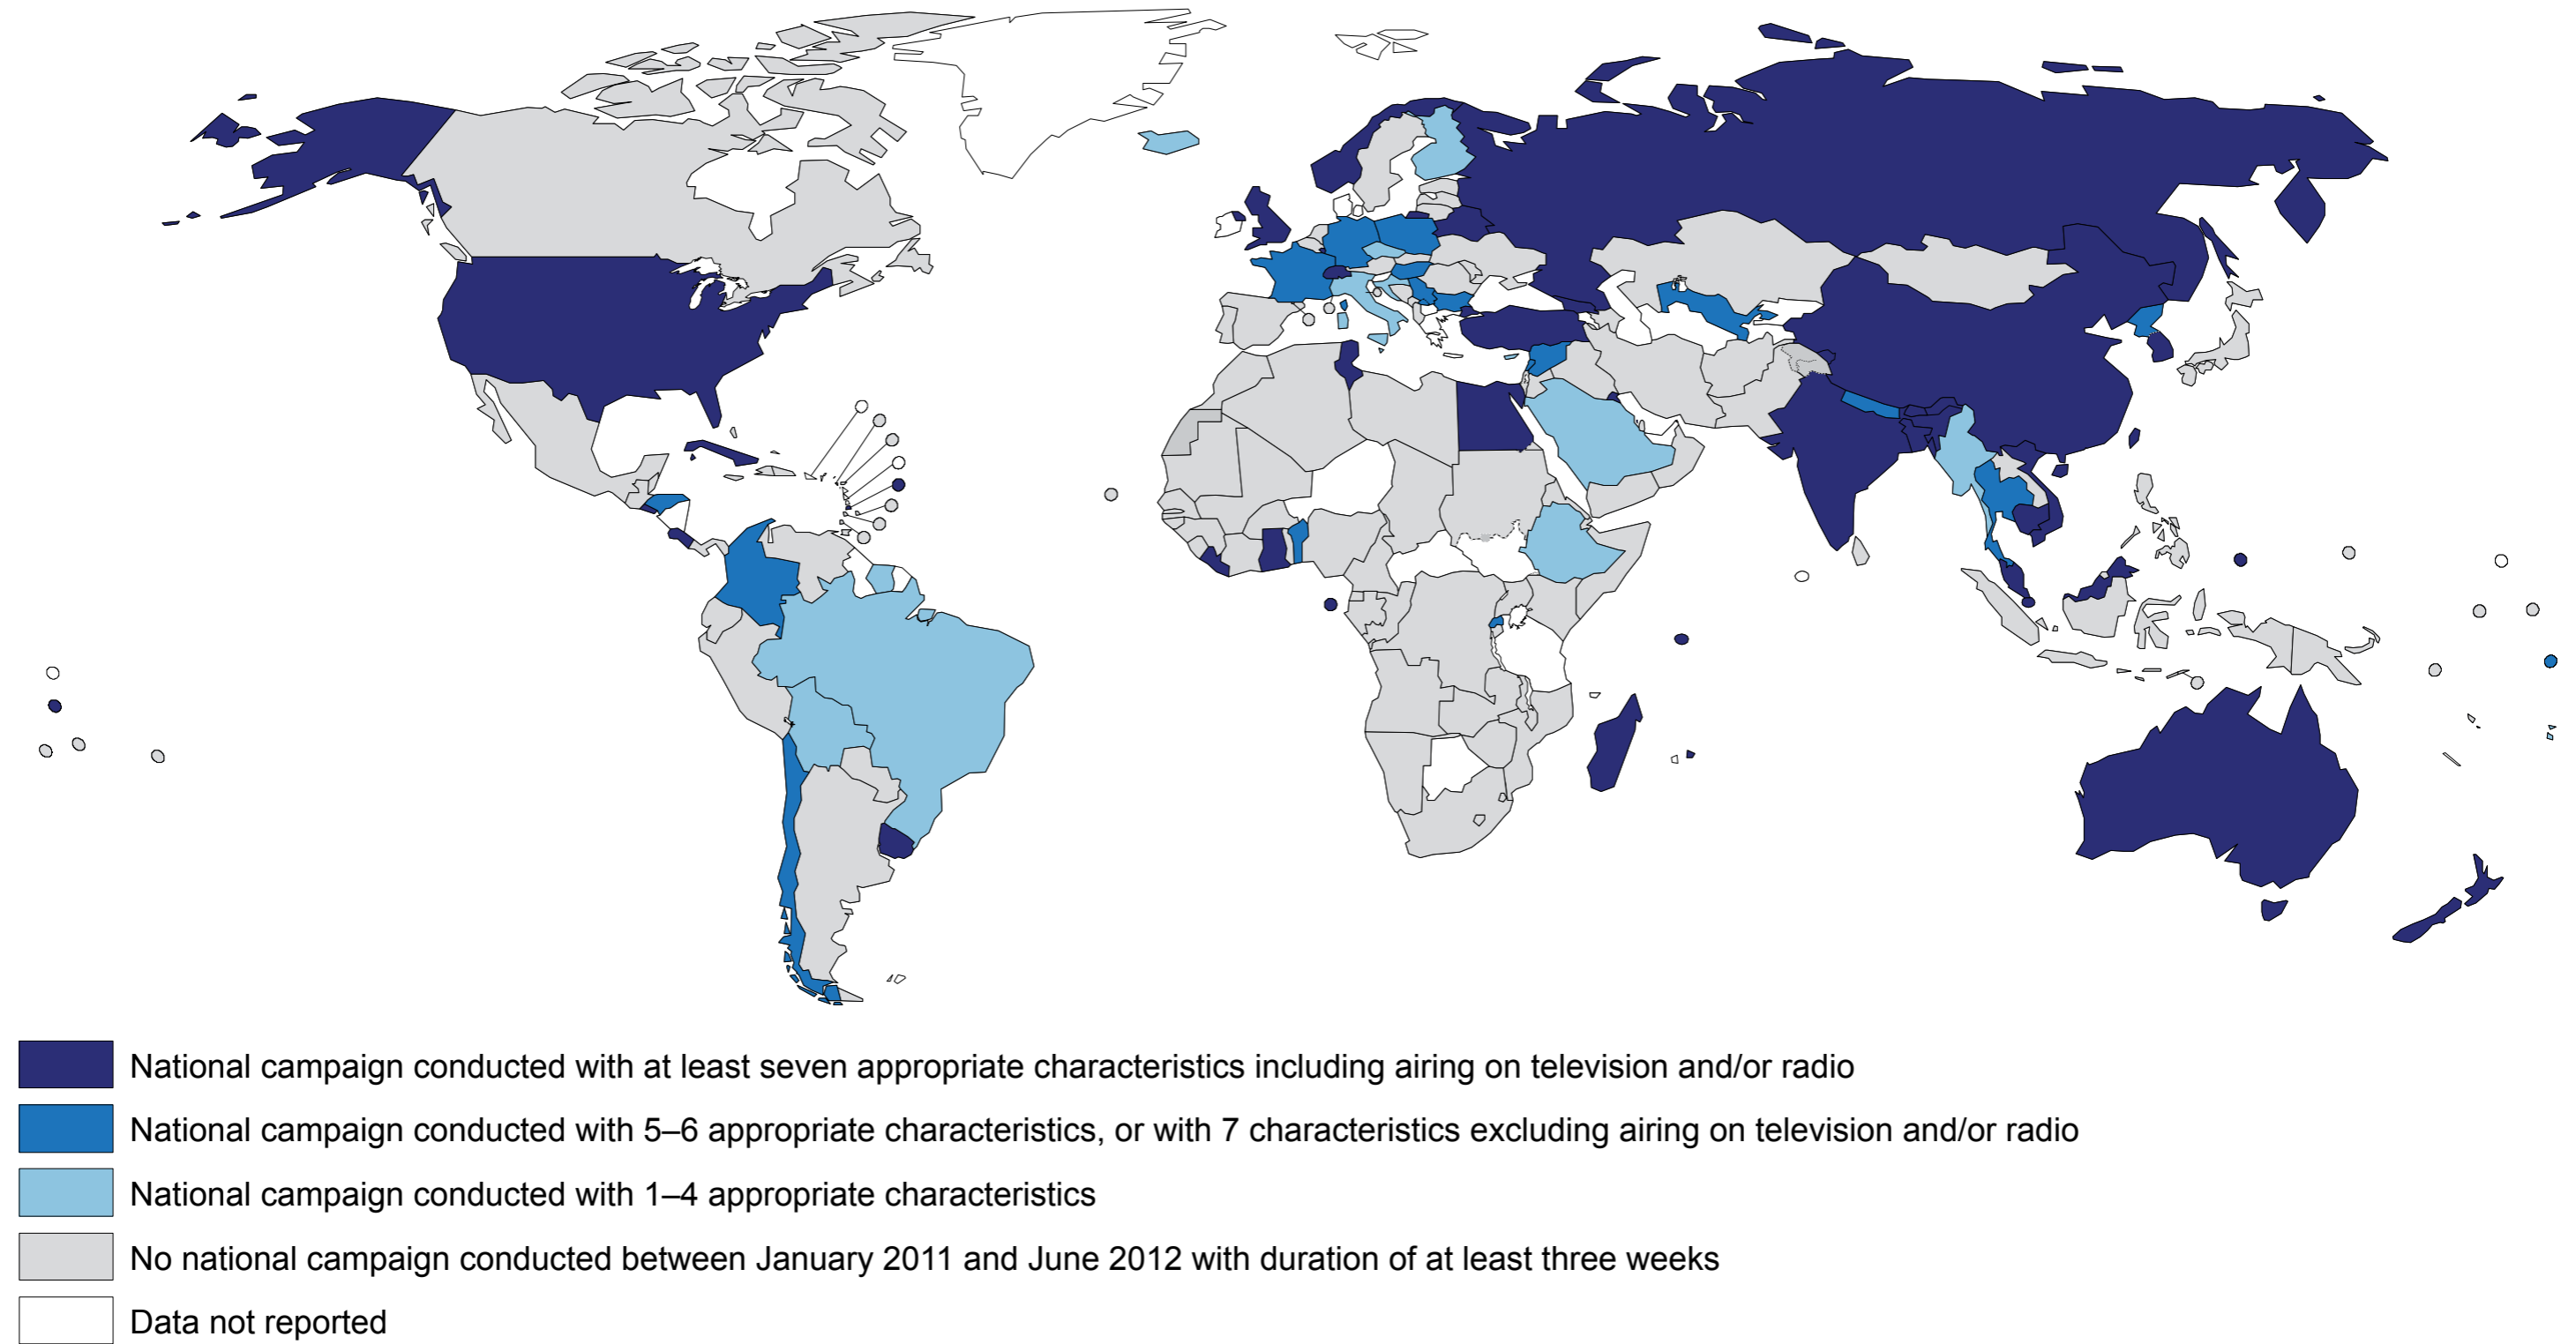 National campaign conducted with at least seven appropriate characteristics including airing on television and/or radio
National campaign conducted with 5–6 appropriate characteristics, or with 7 characteristics excluding airing on television and/or radio
National campaign conducted with 1–4 appropriate characteristics
No national campaign conducted between January 2011 and June 2012 with duration of at least three weeks
Data not reported